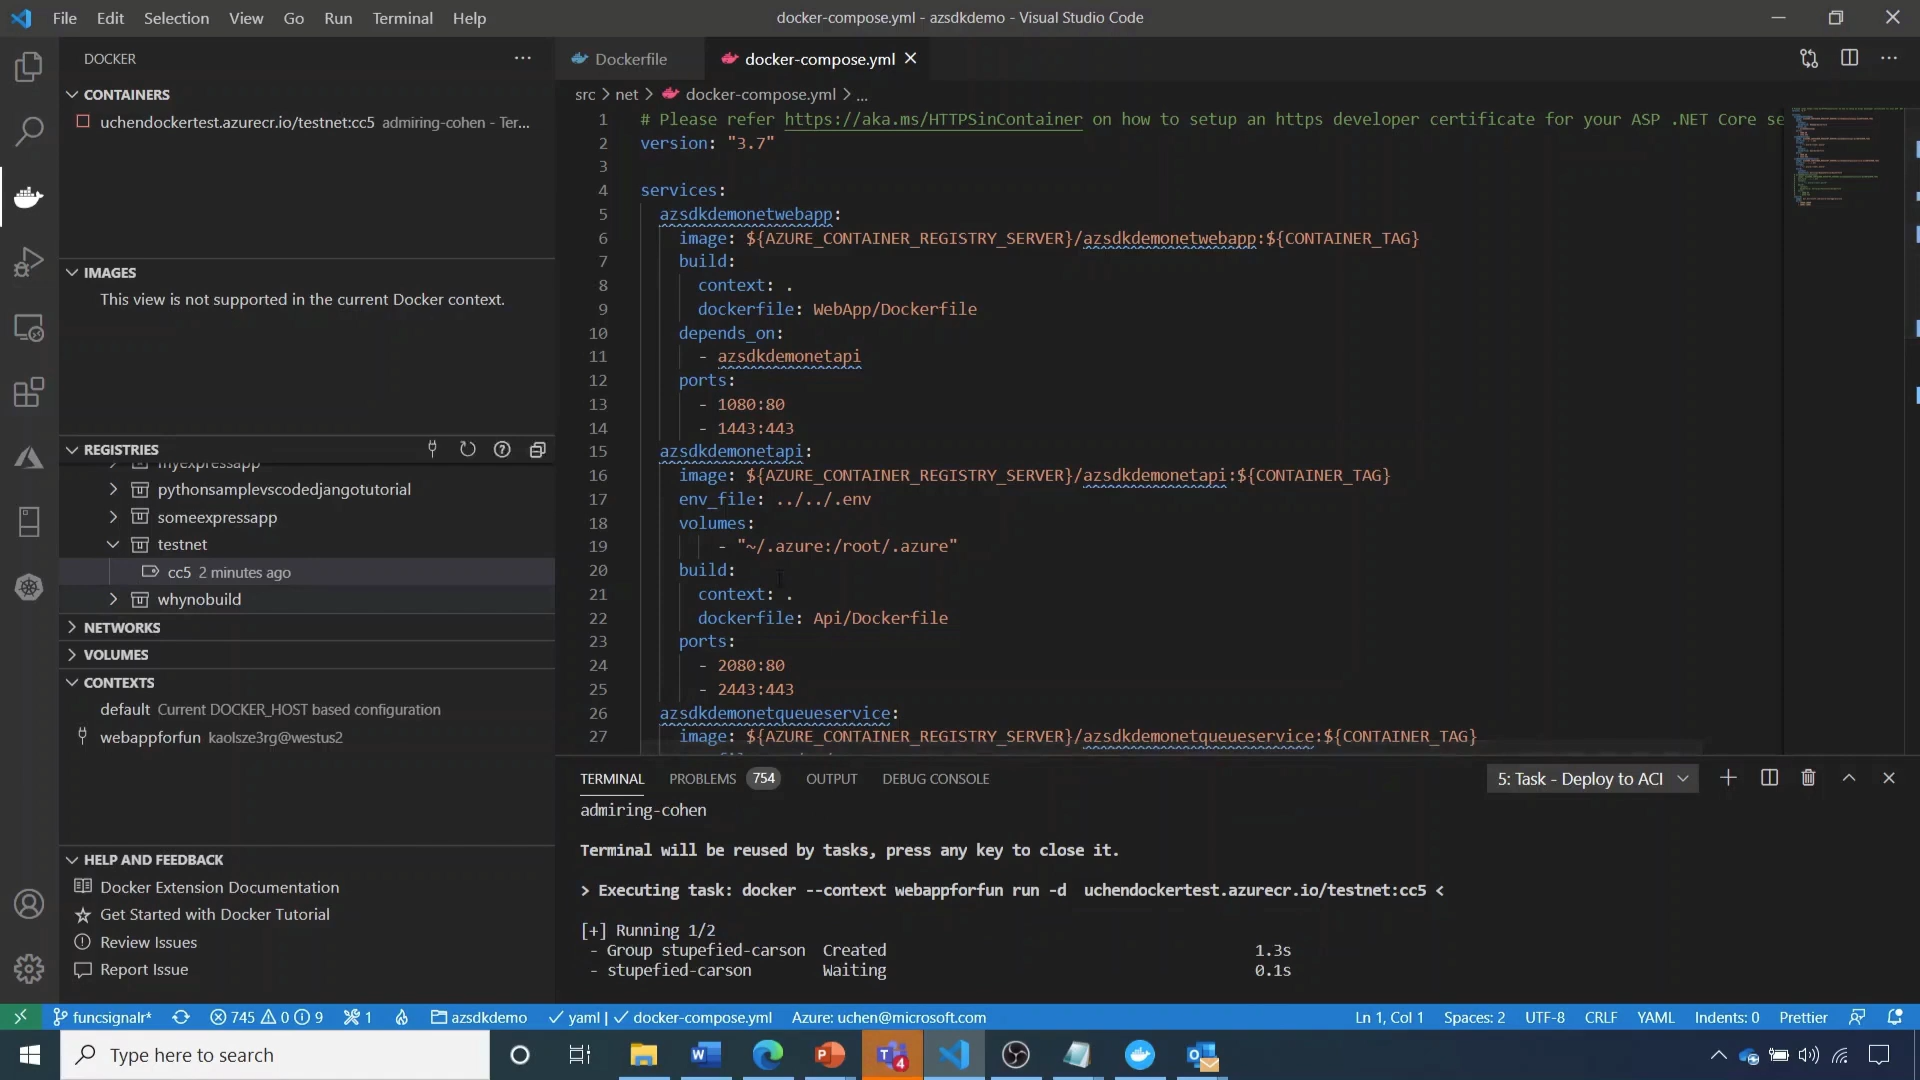 File Edit Selection View Go Run Terminal Help
docker-compose.yml - azsdkdemo - Visual Studio Code
DOCKER
Dockerfile
docker-compose.yml
CONTAINERS
uchendockertest.azurecr.io/testnet:cc5 admiring-cohen - Ter...
IMAGES
This view is not supported in the current Docker context.
REGISTRIES
myexpressapp
pythonsamplevscodedjangotutorial
someexpressapp
testnet
cc5 2 minutes ago
whynobuild
NETWORKS
VOLUMES
CONTEXTS
default Current DOCKER_HOST based configuration
webappforfun kaolsze3rg@westus2
HELP AND FEEDBACK
Docker Extension Documentation
Get Started with Docker Tutorial
Review Issues
Report Issue
src > net > docker-compose.yml > ...
1 # Please refer https://aka.ms/HTTPSinContainer on how to setup an https developer certificate for your ASP .NET Core se
2 version: "3.7"
3
4 services:
5 azsdkdemonetwebapp:
6 image: ${AZURE_CONTAINER_REGISTRY_SERVER}/azsdkdemonetwebapp:${CONTAINER_TAG}
7 build:
8 context: .
9 dockerfile: WebApp/Dockerfile
10 depends_on:
11 - azsdkdemonetapi
12 ports:
13 - 1080:80
14 - 1443:443
15 azsdkdemonetapi:
16 image: ${AZURE_CONTAINER_REGISTRY_SERVER}/azsdkdemonetapi:${CONTAINER_TAG}
17 env_file: ../../.env
18 volumes:
19 - "~/.azure:/root/.azure"
20 build:
21 context: .
22 dockerfile: Api/Dockerfile
23 ports:
24 - 2080:80
25 - 2443:443
26 azsdkdemonetqueueservice:
27 image: ${AZURE_CONTAINER_REGISTRY_SERVER}/azsdkdemonetqueueservice:${CONTAINER_TAG}
TERMINAL PROBLEMS 754 OUTPUT DEBUG CONSOLE
5: Task - Deploy to ACI
admiring-cohen
Terminal will be reused by tasks, press any key to close it.
> Executing task: docker --context webappforfun run -d uchendockertest.azurecr.io/testnet:cc5 <
[+] Running 1/2
- Group stupefied-carson Created 1.3s
- stupefied-carson Waiting 0.1s
funcsignalr* 745 0 9 1 azsdkdemo yaml | docker-compose.yml Azure: uchen@microsoft.com
Ln 1, Col 1 Spaces: 2 UTF-8 CRLF YAML Indents: 0 Prettier
Type here to search
4